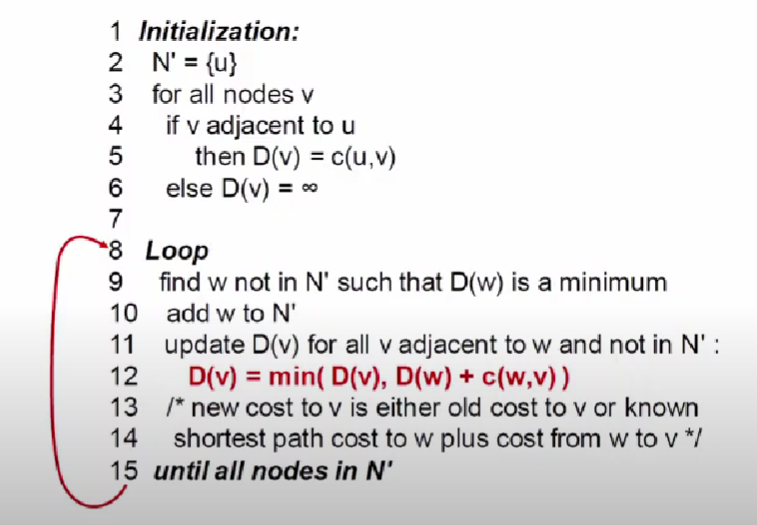 1 Initialization:
2 N' = {u}
3 for all nodes v
4 if v adjacent to u
5 then D(v) = c(u,v)
6 else D(v) = ∞
7
8 Loop
9 find w not in N' such that D(w) is a minimum
10 add w to N'
11 update D(v) for all v adjacent to w and not in N' :
12 D(v) = min( D(v), D(w) + c(w,v) )
13 /* new cost to v is either old cost to v or known
14 shortest path cost to w plus cost from w to v */
15 until all nodes in N'